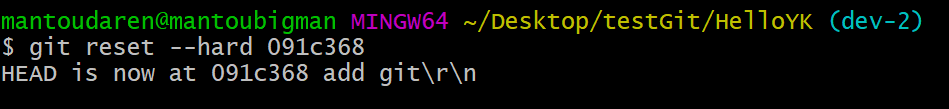 mantoudaren@mantoubigman MINGW64 ~/Desktop/testGit/HelloYK (dev-2)
$ git reset --hard 091c368
HEAD is now at 091c368 add git\r\n